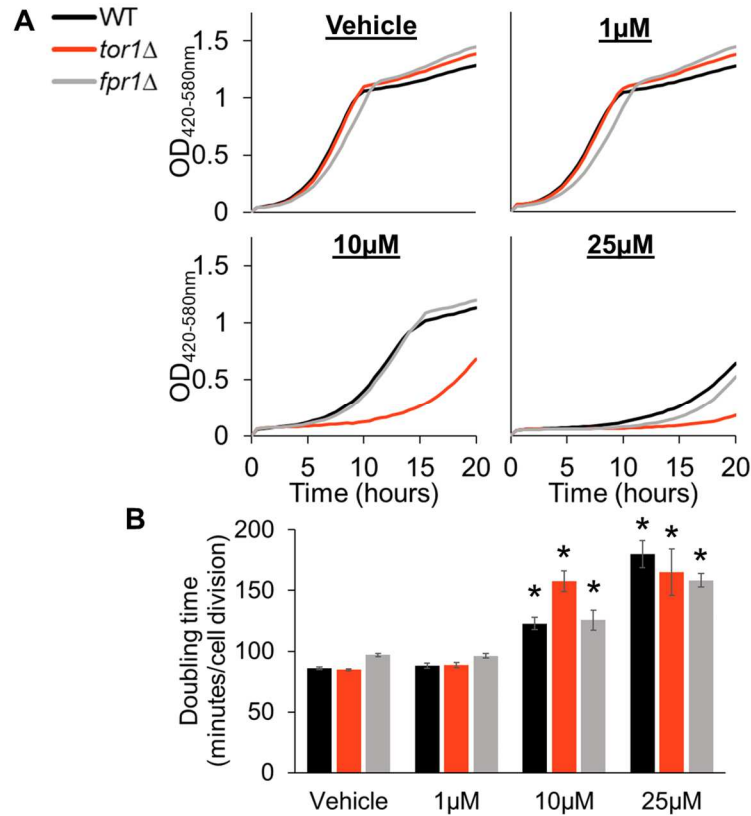 A
WT
tor1Δ
fpr1Δ
Vehicle
1µM
OD420-580nm
1.5
1
0.5
0
10µM
25µM
OD420-580nm
1.5
1
0.5
0
0 5 10 15 20
0 5 10 15 20
Time (hours)
Time (hours)
B
Doubling time
(minutes/cell division)
200
150
100
50
0
* * * * * *
Vehicle 1µM 10µM 25µM